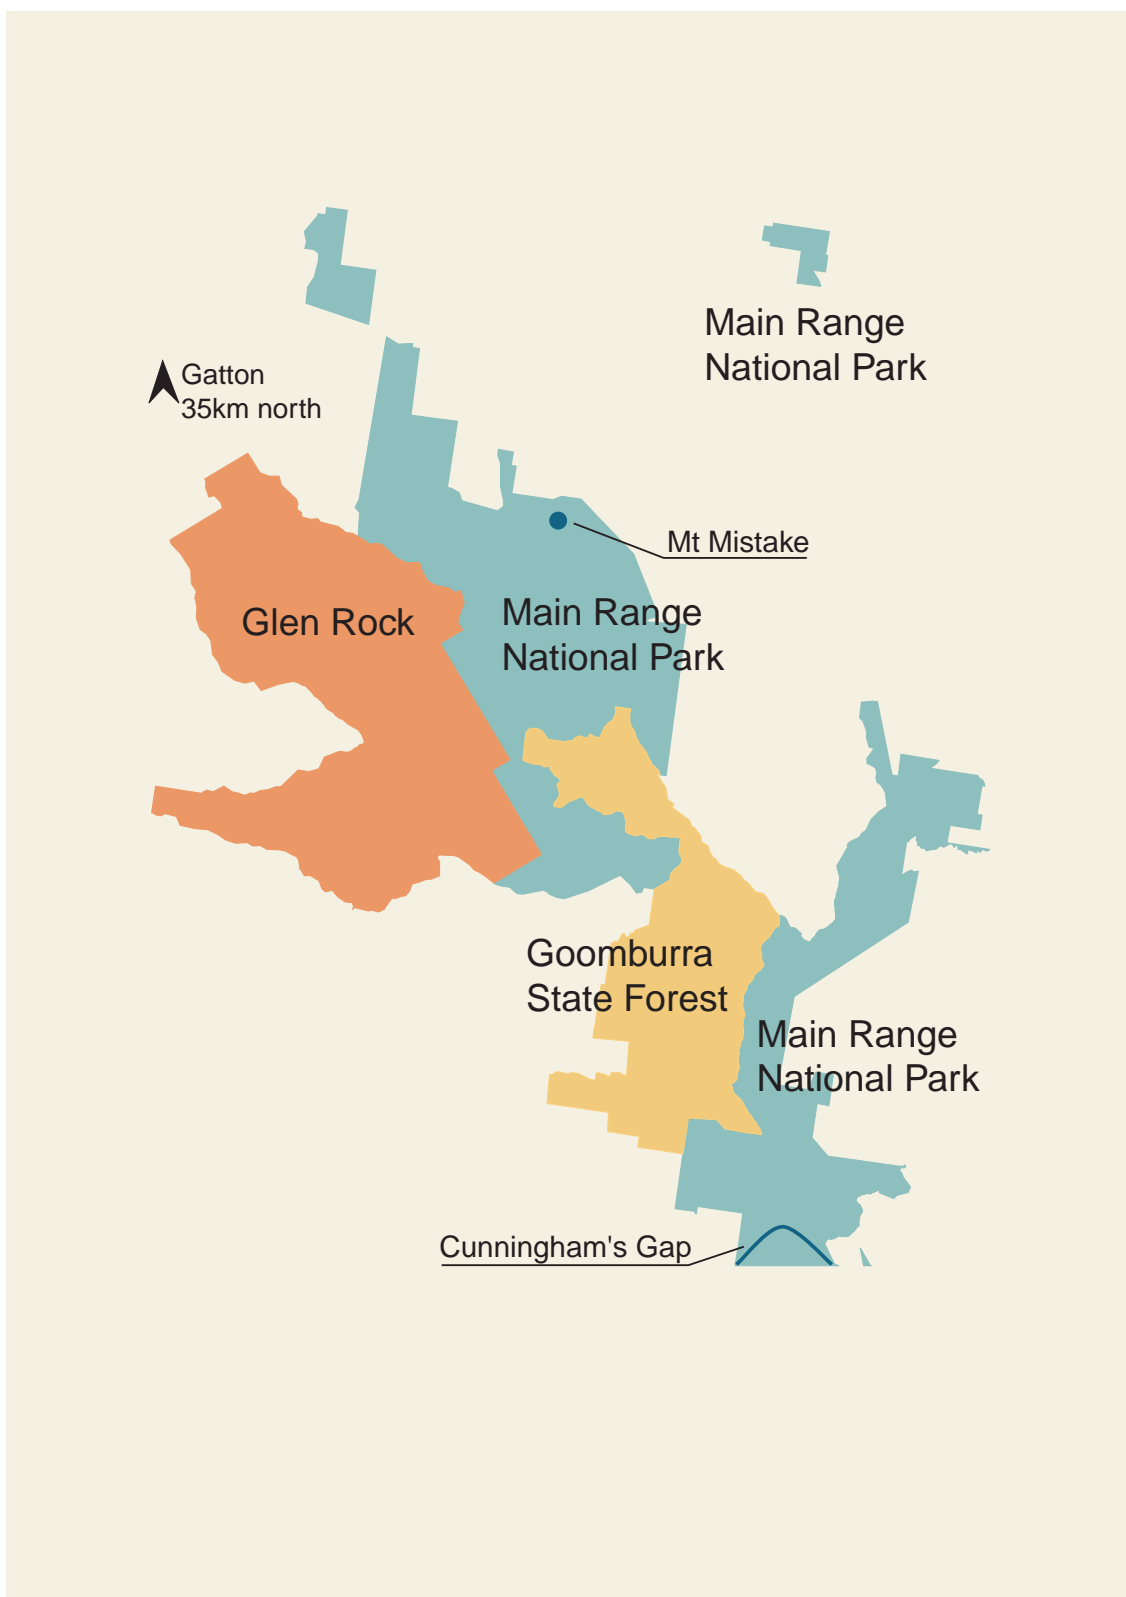 Main Range
National Park
Gatton
35km north
Mt Mistake
Glen Rock
Main Range
National Park
Goomburra
State Forest
Main Range
National Park
Cunningham's Gap